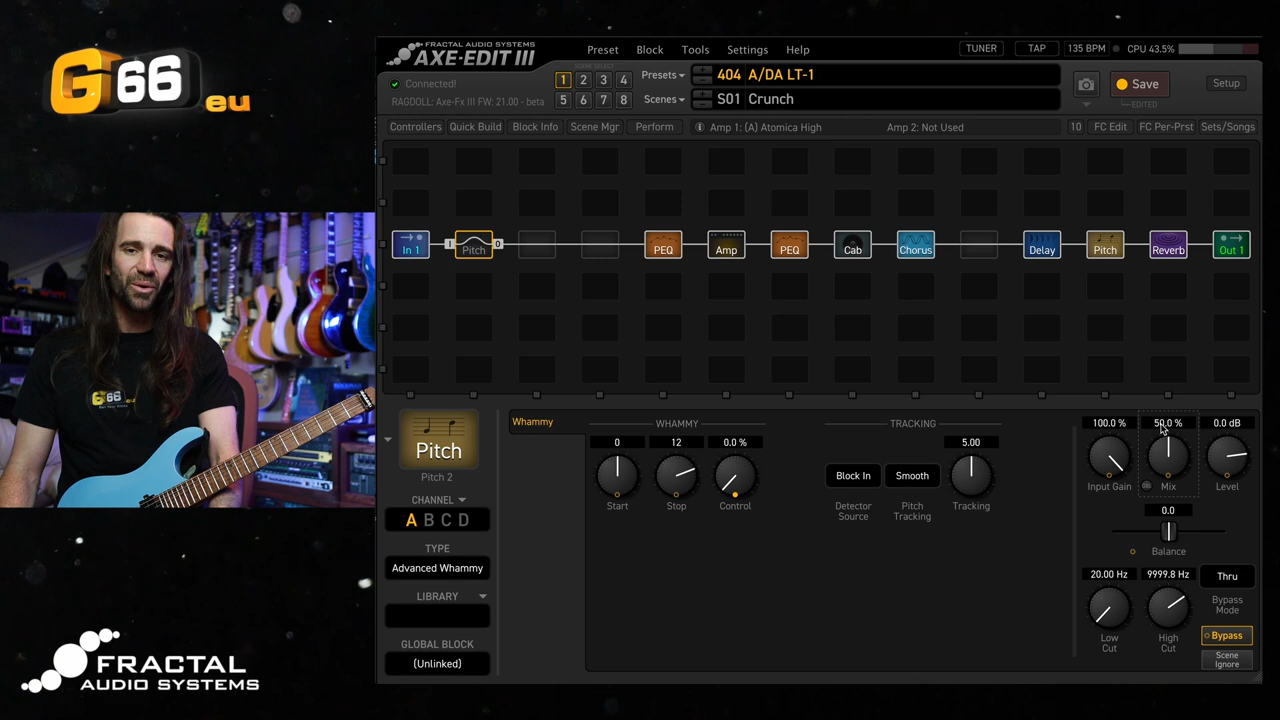 G66
eu
FRACTAL AUDIO SYSTEMS
AXE-EDIT III
Preset Block Tools Settings Help
TUNER TAP 135 BPM CPU 43.5%
Connected!
RAGDOLL: Axe-Fx III FW: 21.00 - beta
SCENE SELECT
1 2 3 4
5 6 7 8
Presets 404 A/DA LT-1
Scenes S01 Crunch
Save
EDITED
Setup
Controllers Quick Build Block Info Scene Mgr Perform
Amp 1: (A) Atomica High Amp 2: Not Used
10 FC Edit FC Per-Prst Sets/Songs
In 1 I Pitch O PEQ Amp PEQ Cab Chorus Delay Pitch Reverb Out 1
G66
Pitch
Pitch 2
CHANNEL
A B C D
TYPE
Advanced Whammy
LIBRARY
GLOBAL BLOCK
(Unlinked)
Whammy
WHAMMY
0 12 0.0 %
Start Stop Control
TRACKING
5.00
Block In Smooth
Detector Source
Pitch Tracking
Tracking
100.0 % 50.0 % 0.0 dB
Input Gain Mix Level
0.0
Balance
20.00 Hz 9999.8 Hz Thru
Low Cut
High Cut
Bypass Mode
Bypass
Scene Ignore
FRACTAL
AUDIO SYSTEMS